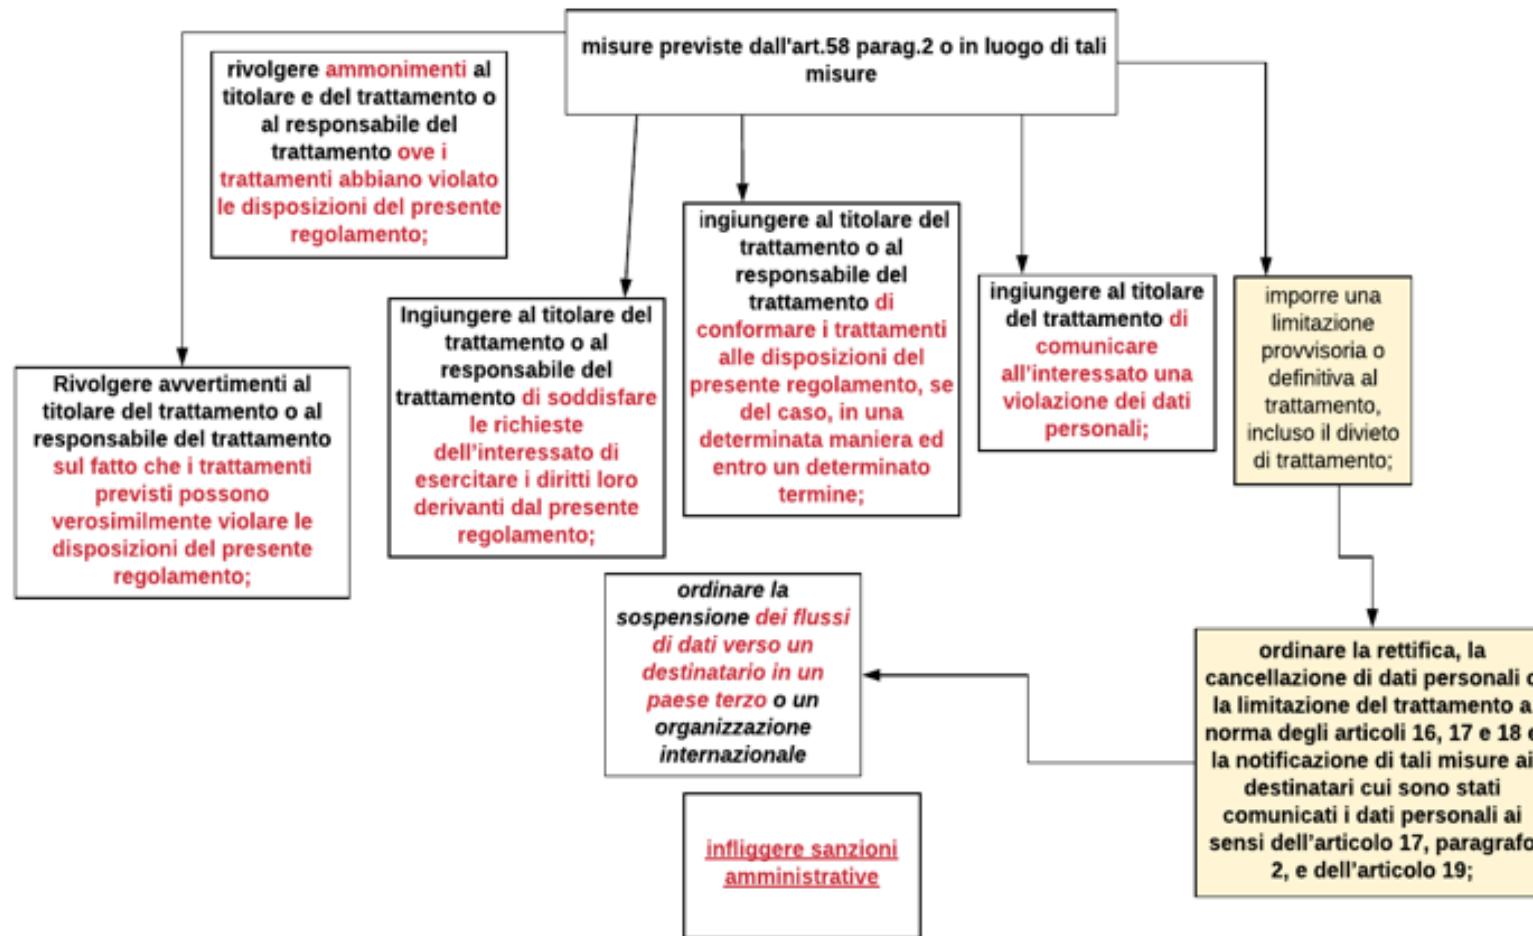 misure previste dall'art.58 parag.2 o in luogo di tali
misure
rivolgere ammonimenti al
titolare e del trattamento o
al responsabile del
trattamento ove i
trattamenti abbiano violato
le disposizioni del presente
regolamento;
Rivolgere avvertimenti al
titolare del trattamento o al
responsabile del trattamento
sul fatto che i trattamenti
previsti possono
verosimilmente violare le
disposizioni del presente
regolamento;
Ingiungere al titolare del
trattamento o al
responsabile del
trattamento di soddisfare
le richieste
dell'interessato di
esercitare i diritti loro
derivanti dal presente
regolamento;
ingiungere al titolare del
trattamento o al
responsabile del
trattamento di
conformare i trattamenti
alle disposizioni del
presente regolamento, se
del caso, in una
determinata maniera ed
entro un determinato
termine;
ingiungere al titolare
del trattamento di
comunicare
all'interessato una
violazione dei dati
personali;
imporre una
limitazione
provvisoria o
definitiva al
trattamento,
incluso il divieto
di trattamento;
ordinare la rettifica, la
cancellazione di dati personali o
la limitazione del trattamento a
norma degli articoli 16, 17 e 18 e
la notificazione di tali misure ai
destinatari cui sono stati
comunicati i dati personali ai
sensi dell'articolo 17, paragrafo
2, e dell'articolo 19;
ordinare la
sospensione dei flussi
di dati verso un
destinatario in un
paese terzo o un
organizzazione
internazionale
infliggere sanzioni
amministrative